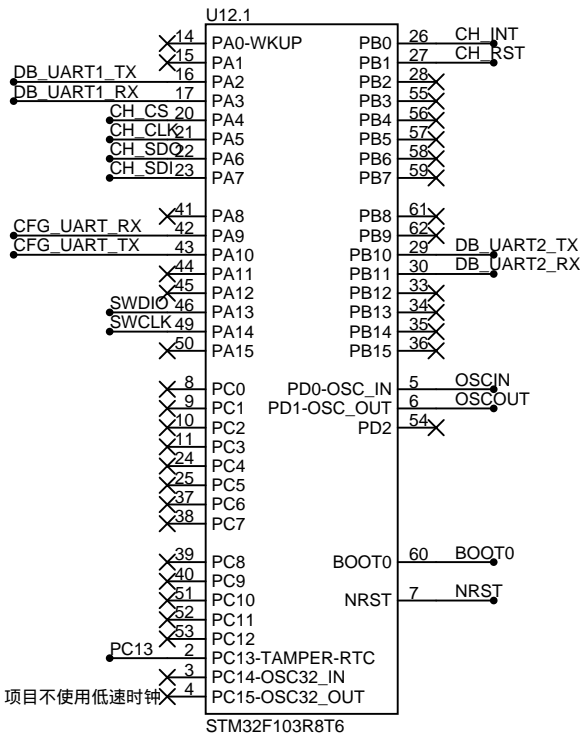 U12.1
14 PA0-WKUP PB0 26 CH_INT
15 PA1 PB1 27 CH_RST
DB_UART1_TX 16 PA2 PB2 28
DB_UART1_RX 17 PA3 PB3 55
CH_CS 20 PA4 PB4 56
CH_CLK 21 PA5 PB5 57
CH_SDO 22 PA6 PB6 58
CH_SDI 23 PA7 PB7 59
41 PA8 PB8 61
CFG_UART_RX 42 PA9 PB9 62
CFG_UART_TX 43 PA10 PB10 29 DB_UART2_TX
44 PA11 PB11 30 DB_UART2_RX
45 PA12 PB12 33
SWDIO 46 PA13 PB13 34
SWCLK 49 PA14 PB14 35
50 PA15 PB15 36
8 PC0 PD0-OSC_IN 5 OSCIN
9 PC1 PD1-OSC_OUT 6 OSCOUT
10 PC2 PD2 54
11 PC3
24 PC4
25 PC5
37 PC6
38 PC7
39 PC8 BOOT0 60 BOOT0
40 PC9
51 PC10 NRST 7 NRST
52 PC11
53 PC12
PC13 2 PC13-TAMPER-RTC
3 PC14-OSC32_IN
项目不使用低速时钟 4 PC15-OSC32_OUT
STM32F103R8T6